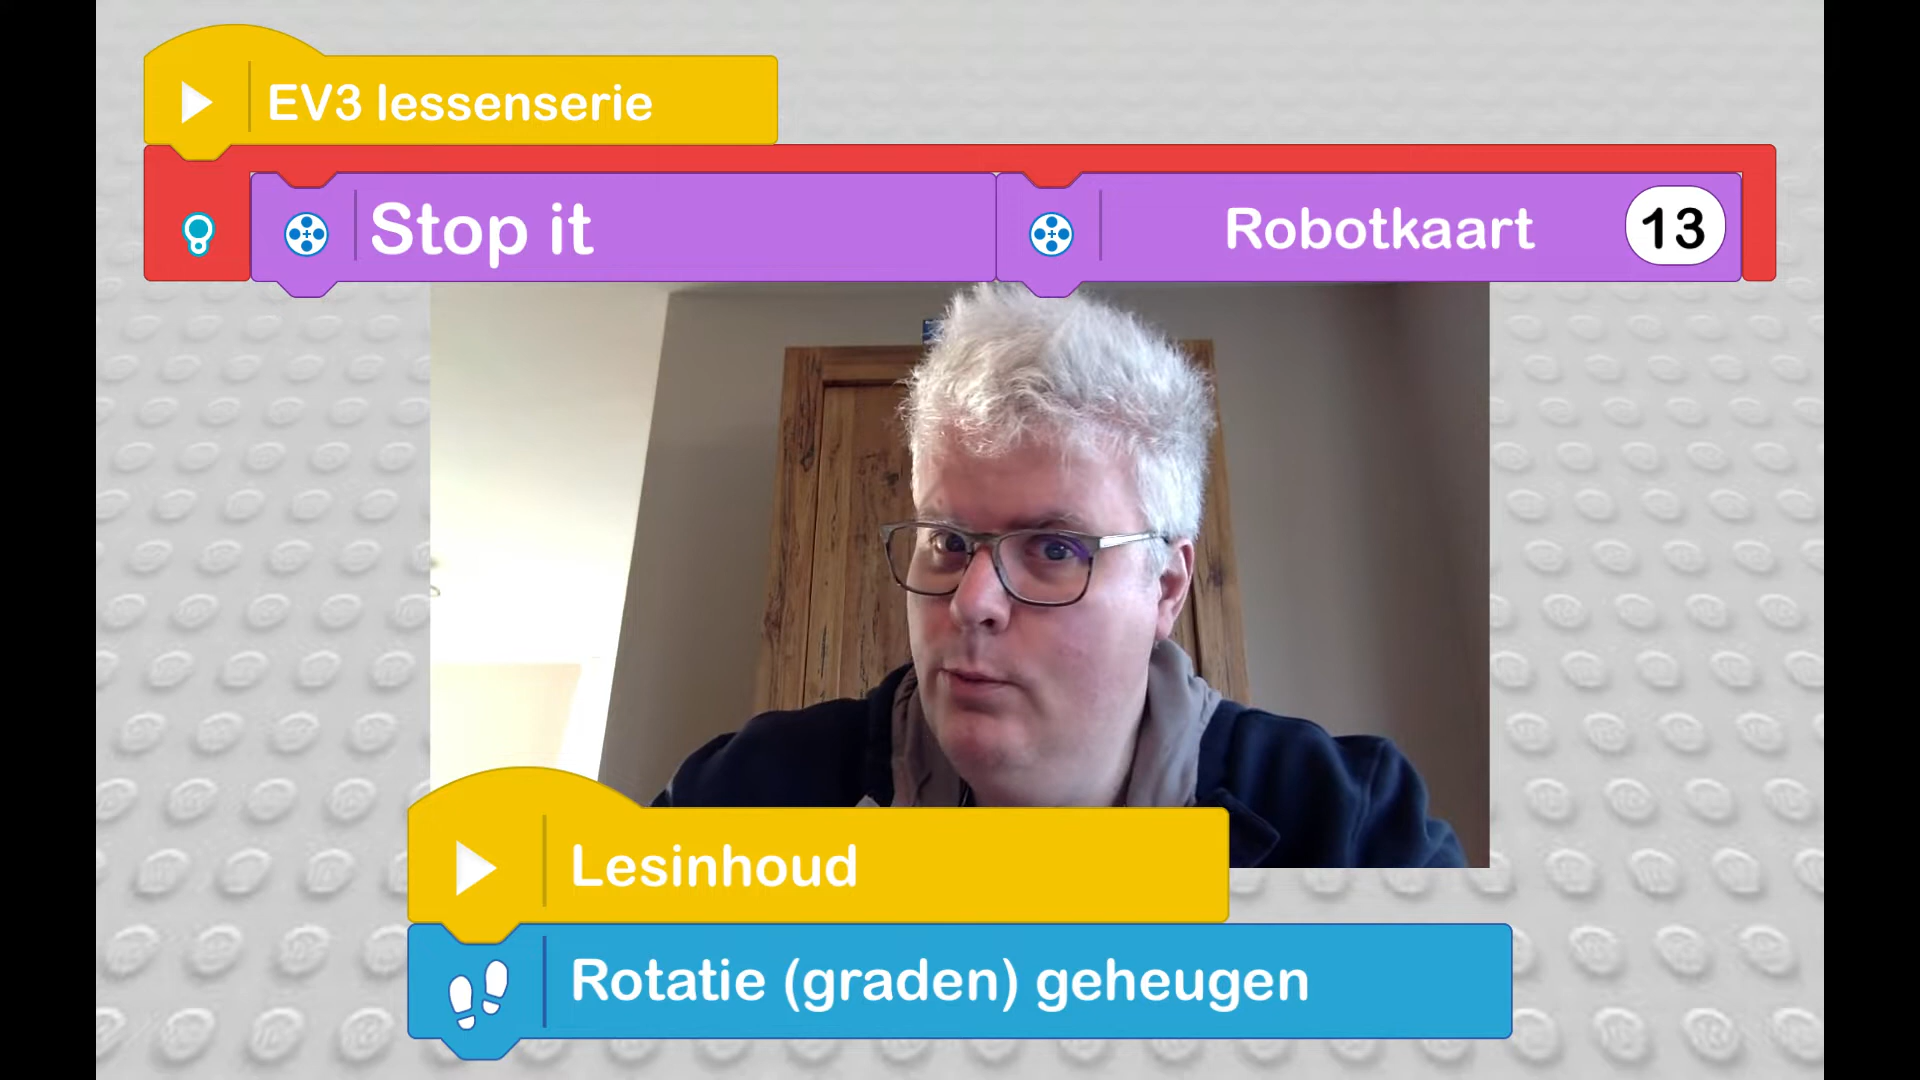 EV3 lessenserie
Stop it
Robotkaart 13
Lesinhoud
Rotatie (graden) geheugen